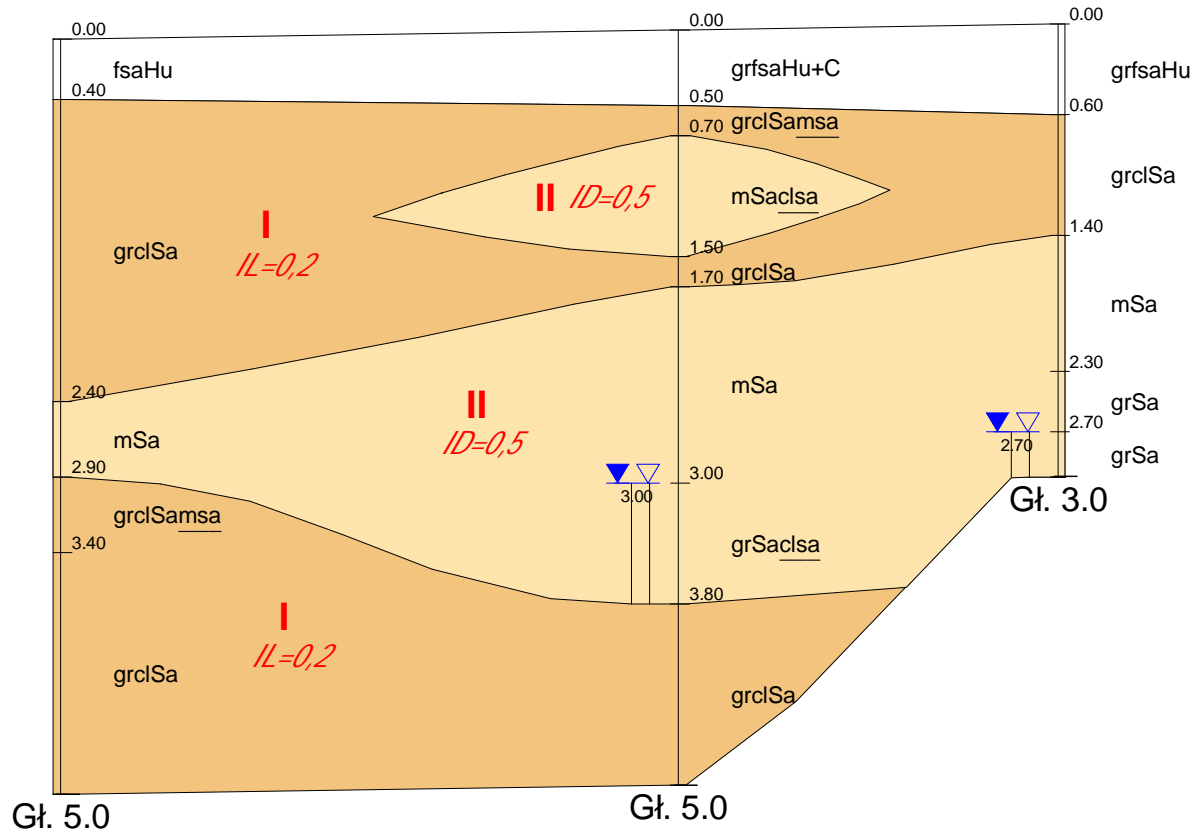 0.00
0.00
0.00
fsaHu
grfsaHu+C
grfsaHu
0.40
0.50
0.60
grclSamsa
0.70
grclSa
I
IL=0,2
II ID=0,5
mSaclsa
grclSa
1.40
1.50
grclSa
1.70
mSa
2.30
2.40
mSa
II
ID=0,5
grSa
2.70
2.70
mSa
grSa
2.90
3.00
3.00
Gł. 3.0
grclSamsa
3.40
grSaclsa
3.80
I
IL=0,2
grclSa
grclSa
Gł. 5.0
Gł. 5.0